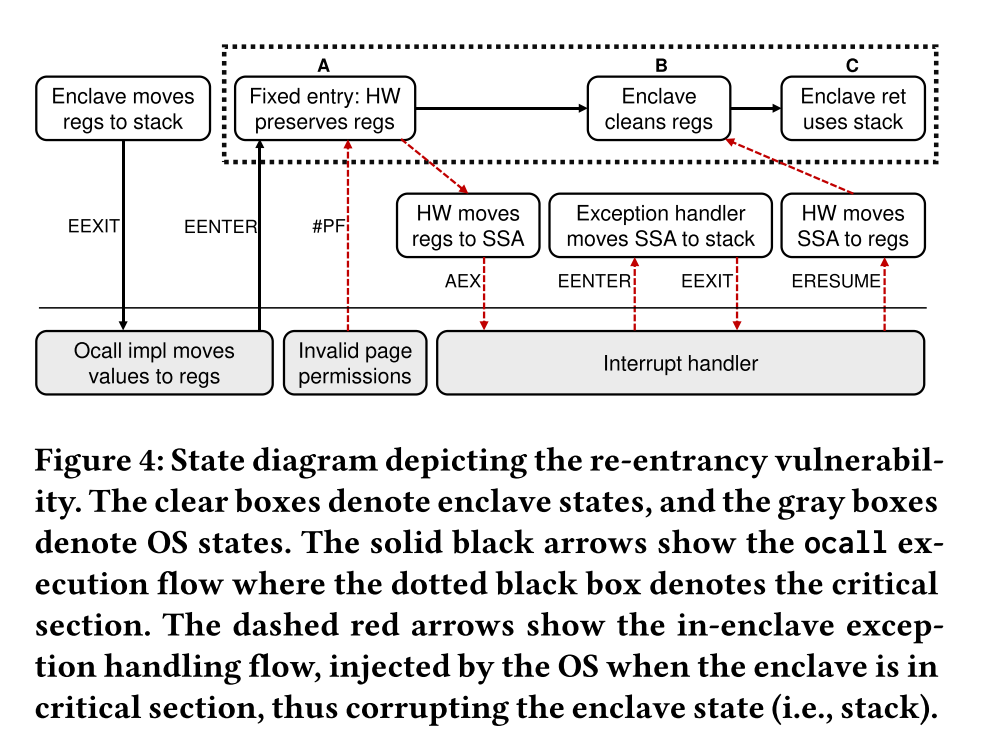 A
B
C
Enclave moves
regs to stack
Fixed entry: HW
preserves regs
Enclave
cleans regs
Enclave ret
uses stack
HW moves
regs to SSA
Exception handler
moves SSA to stack
HW moves
SSA to regs
EEXIT
EENTER
#PF
AEX
EENTER
EEXIT
ERESUME
Ocall impl moves
values to regs
Invalid page
permissions
Interrupt handler
Figure 4: State diagram depicting the re-entrancy vulnerabil-
ity. The clear boxes denote enclave states, and the gray boxes
denote OS states. The solid black arrows show the ocall ex-
ecution flow where the dotted black box denotes the critical
section. The dashed red arrows show the in-enclave excep-
tion handling flow, injected by the OS when the enclave is in
critical section, thus corrupting the enclave state (i.e., stack).